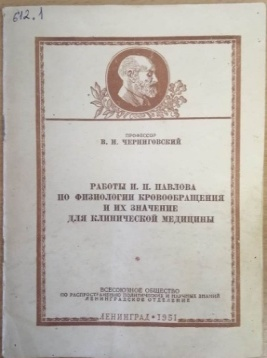 612.1
ПРОФЕССОР
В. Н. ЧЕРНИГОВСКИЙ
РАБОТЫ И. П. ПАВЛОВА
ПО ФИЗИОЛОГИИ КРОВООБРАЩЕНИЯ
И ИХ ЗНАЧЕНИЕ
ДЛЯ КЛИНИЧЕСКОЙ МЕДИЦИНЫ
ВСЕСОЮЗНОЕ ОБЩЕСТВО
ПО РАСПРОСТРАНЕНИЮ ПОЛИТИЧЕСКИХ И НАУЧНЫХ ЗНАНИЙ
ЛЕНИНГРАДСКОЕ ОТДЕЛЕНИЕ
ЛЕНИНГРАД • 1951